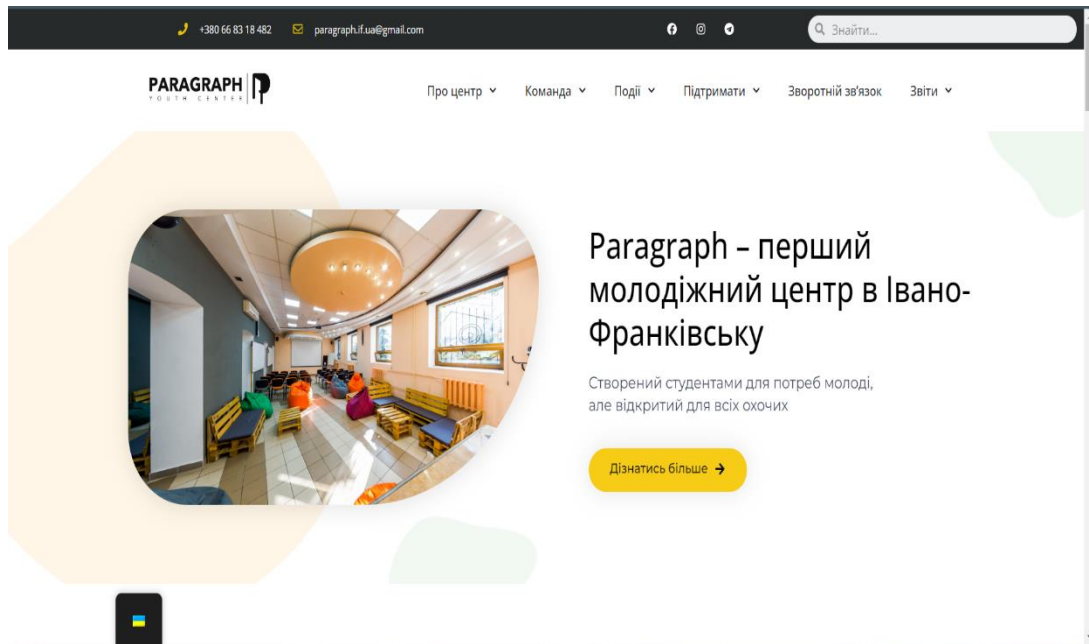 +380 66 83 18 482 paragraph.if.ua@gmail.com Знайти...
PARAGRAPH
YOUTH CENTER
Про центр Команда Події Підтримати Зворотній зв'язок Звіти
Paragraph – перший
молодіжний центр в Івано-
Франківську
Створений студентами для потреб молоді,
але відкритий для всіх охочих
Дізнатись більше →